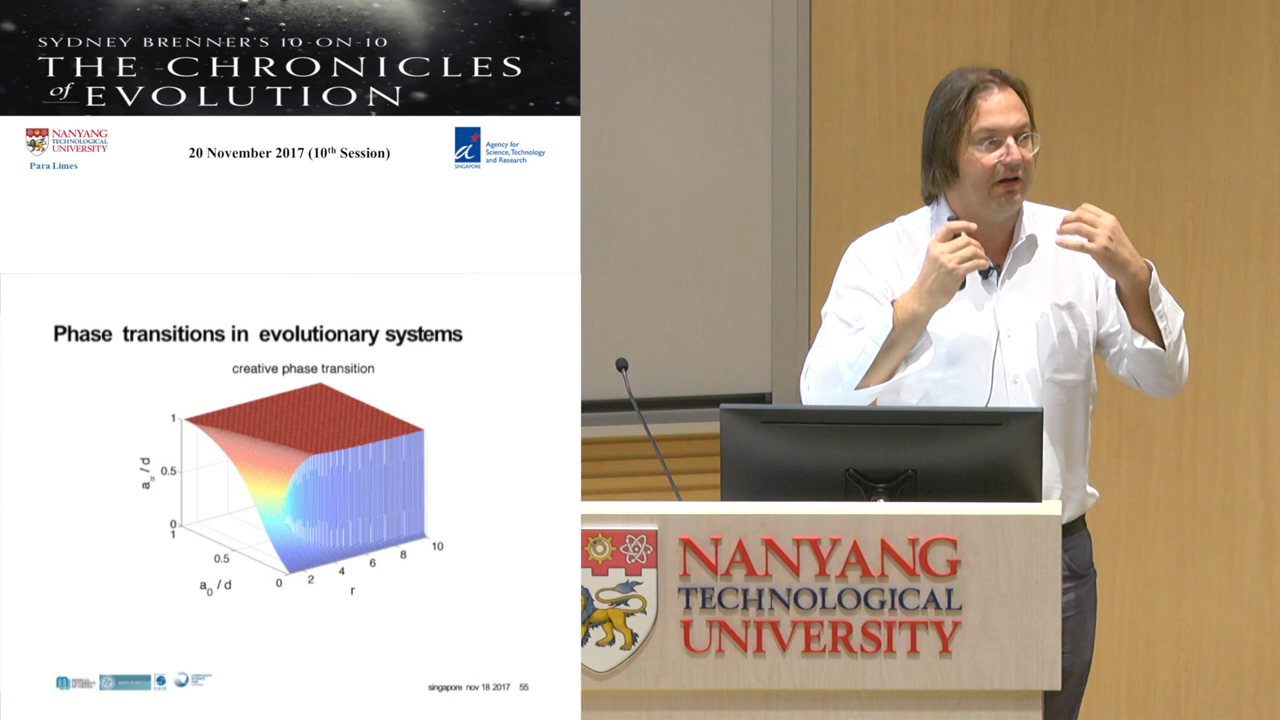 SYDNEY BRENNER'S 10-ON-10
THE CHRONICLES
of EVOLUTION
NANYANG
TECHNOLOGICAL
UNIVERSITY
Para Limes
20 November 2017 (10th Session)
SINGAPORE
Agency for
Science, Technology
and Research
Phase transitions in evolutionary systems
creative phase transition
1
0.5
0
a∞ / d
1
0.5
0
a0 / d
2
4
6
8
10
r
singapore nov 18 2017 55
NANYANG
TECHNOLOGICAL
UNIVERSITY